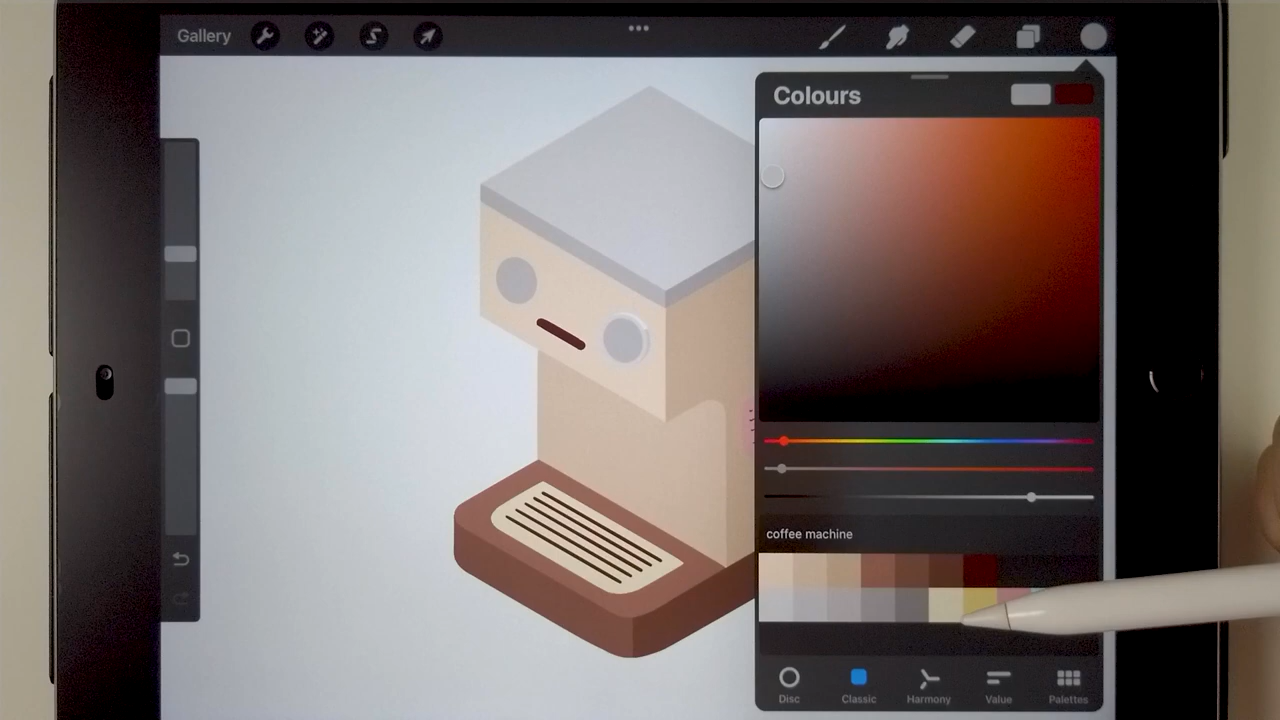 Gallery
Colours
coffee machine
Disc
Classic
Harmony
Value
Palettes